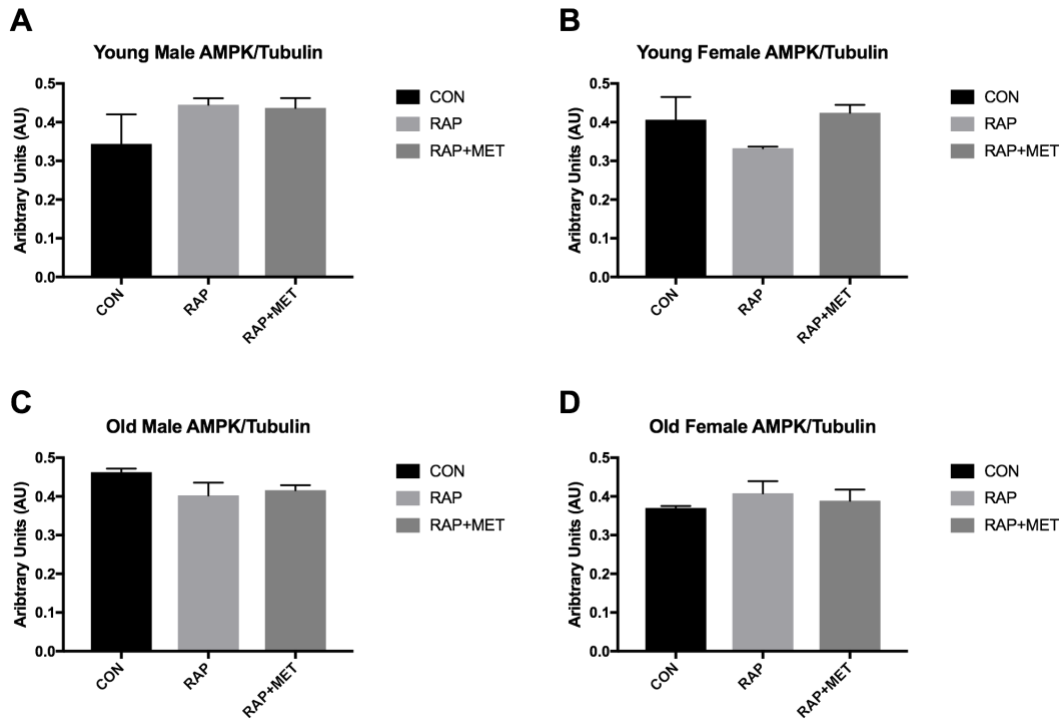 A
Young Male AMPK/Tubulin
Aribtrary Units (AU)
0.5
0.4
0.3
0.2
0.1
0.0
CON
RAP
RAP+MET
CON
RAP
RAP+MET
B
Young Female AMPK/Tubulin
Aribtrary Units (AU)
0.5
0.4
0.3
0.2
0.1
0.0
CON
RAP
RAP+MET
CON
RAP
RAP+MET
C
Old Male AMPK/Tubulin
Aribtrary Units (AU)
0.5
0.4
0.3
0.2
0.1
0.0
CON
RAP
RAP+MET
CON
RAP
RAP+MET
D
Old Female AMPK/Tubulin
Aribtrary Units (AU)
0.5
0.4
0.3
0.2
0.1
0.0
CON
RAP
RAP+MET
CON
RAP
RAP+MET